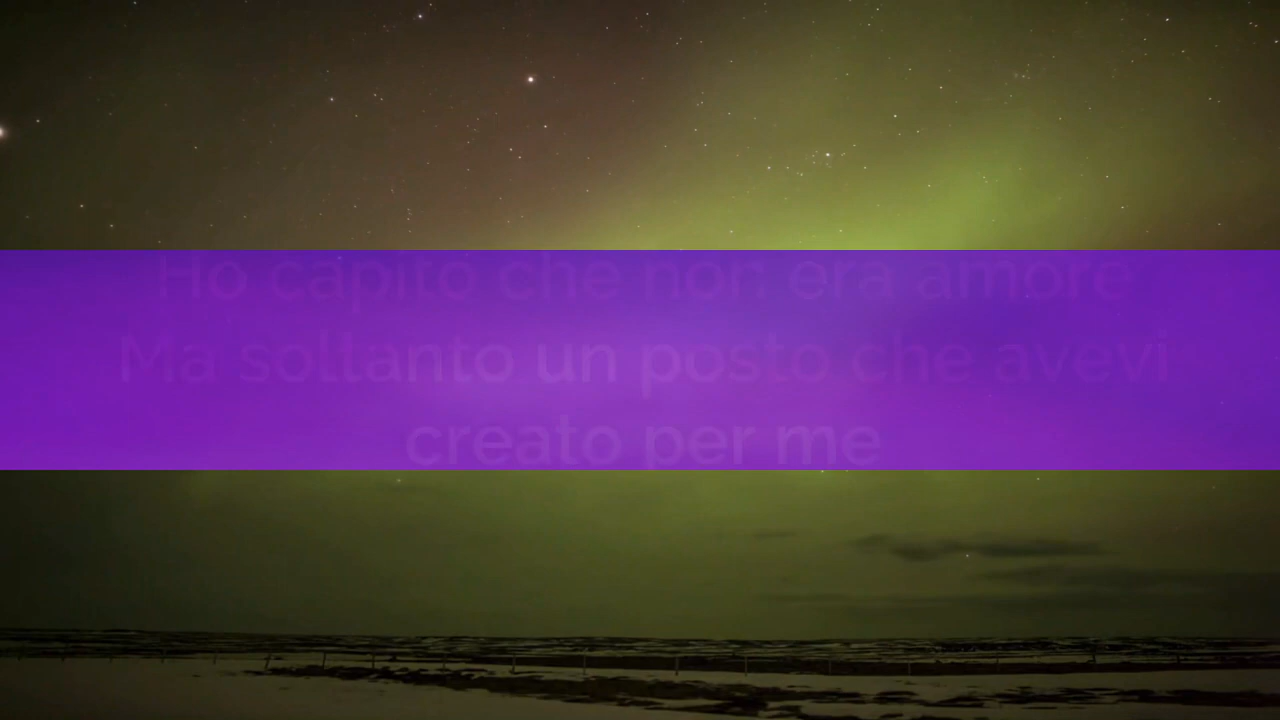 Ho capito che non era amore
Ma soltanto un posto che avevi
creato per me